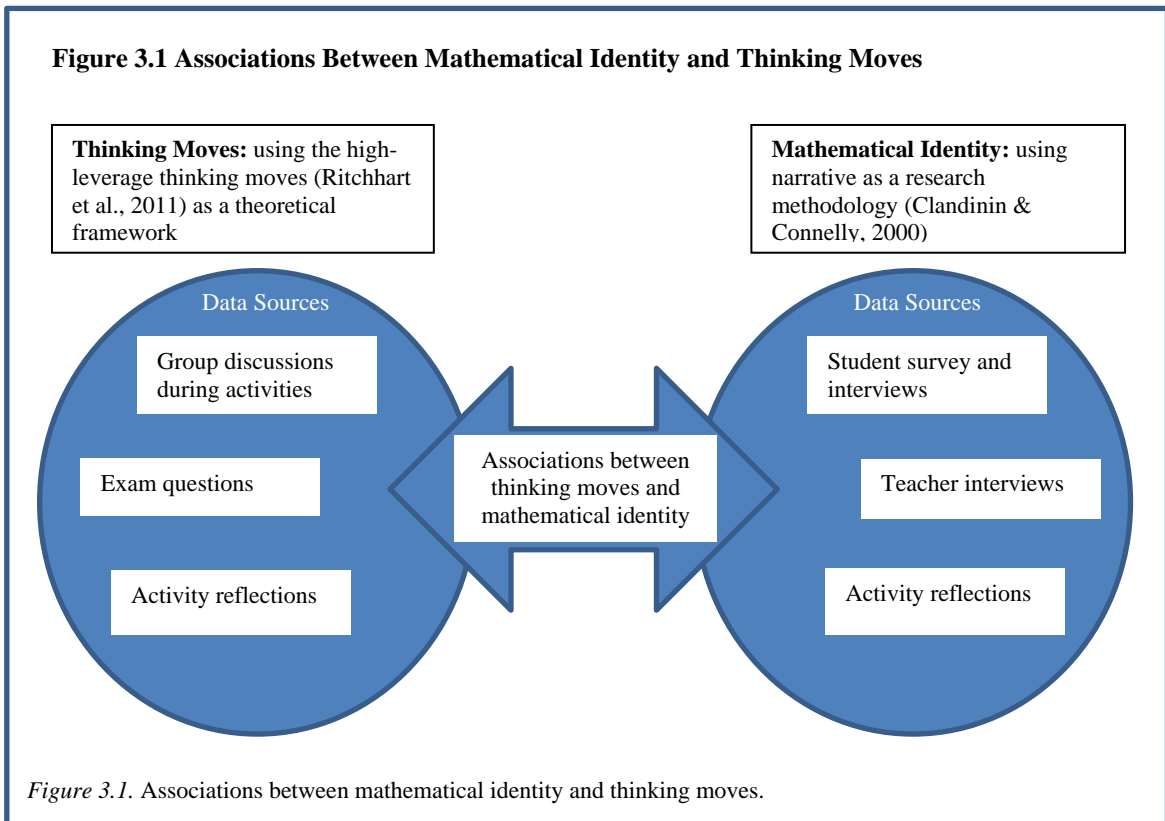 Figure 3.1 Associations Between Mathematical Identity and Thinking Moves
Thinking Moves: using the high-
leverage thinking moves (Ritchhart
et al., 2011) as a theoretical
framework
Mathematical Identity: using
narrative as a research
methodology (Clandinin &
Connelly, 2000)
Data Sources
Group discussions
during activities
Exam questions
Activity reflections
Associations between
thinking moves and
mathematical identity
Data Sources
Student survey and
interviews
Teacher interviews
Activity reflections
Figure 3.1. Associations between mathematical identity and thinking moves.